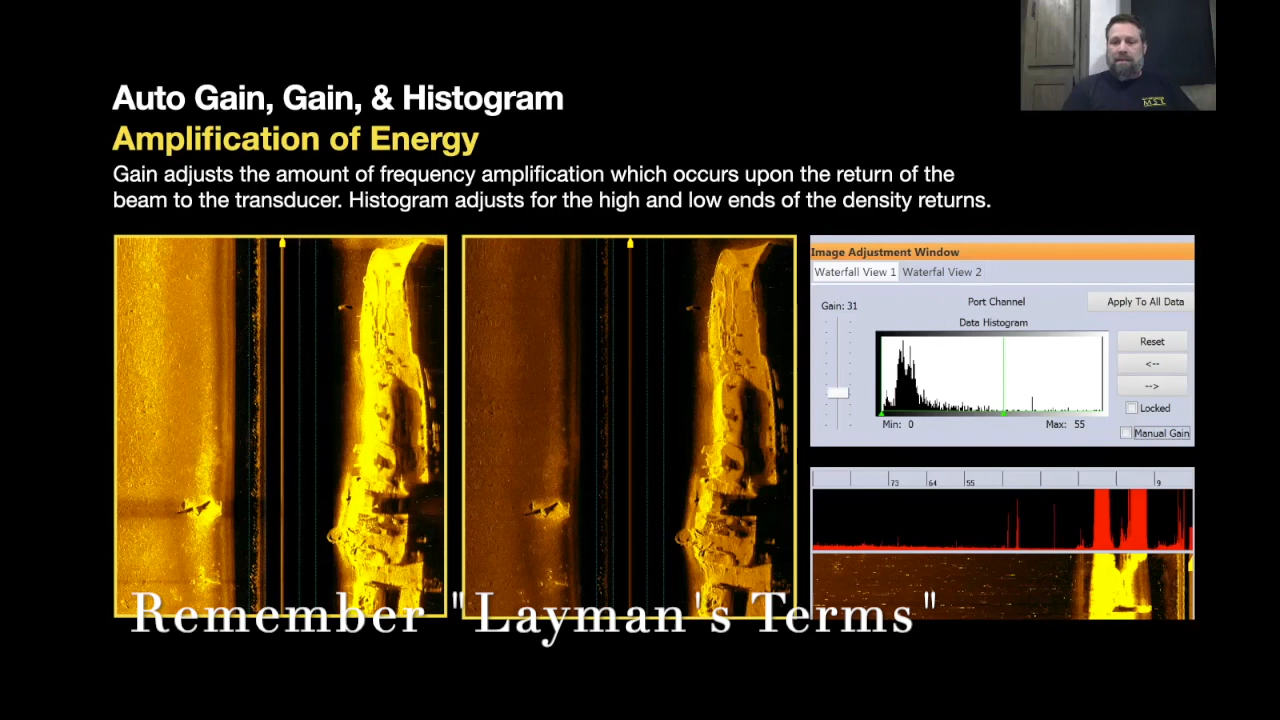 Auto Gain, Gain, & Histogram
Amplification of Energy
Gain adjusts the amount of frequency amplification which occurs upon the return of the
beam to the transducer. Histogram adjusts for the high and low ends of the density returns.
Image Adjustment Window
Waterfall View 1 Waterfal View 2
Gain: 31
Port Channel
Apply To All Data
Data Histogram
Reset
<--
-->
Locked
Min: 0
Max: 55
Manual Gain
73 64 55 9
Remember "Layman's Terms"
MST